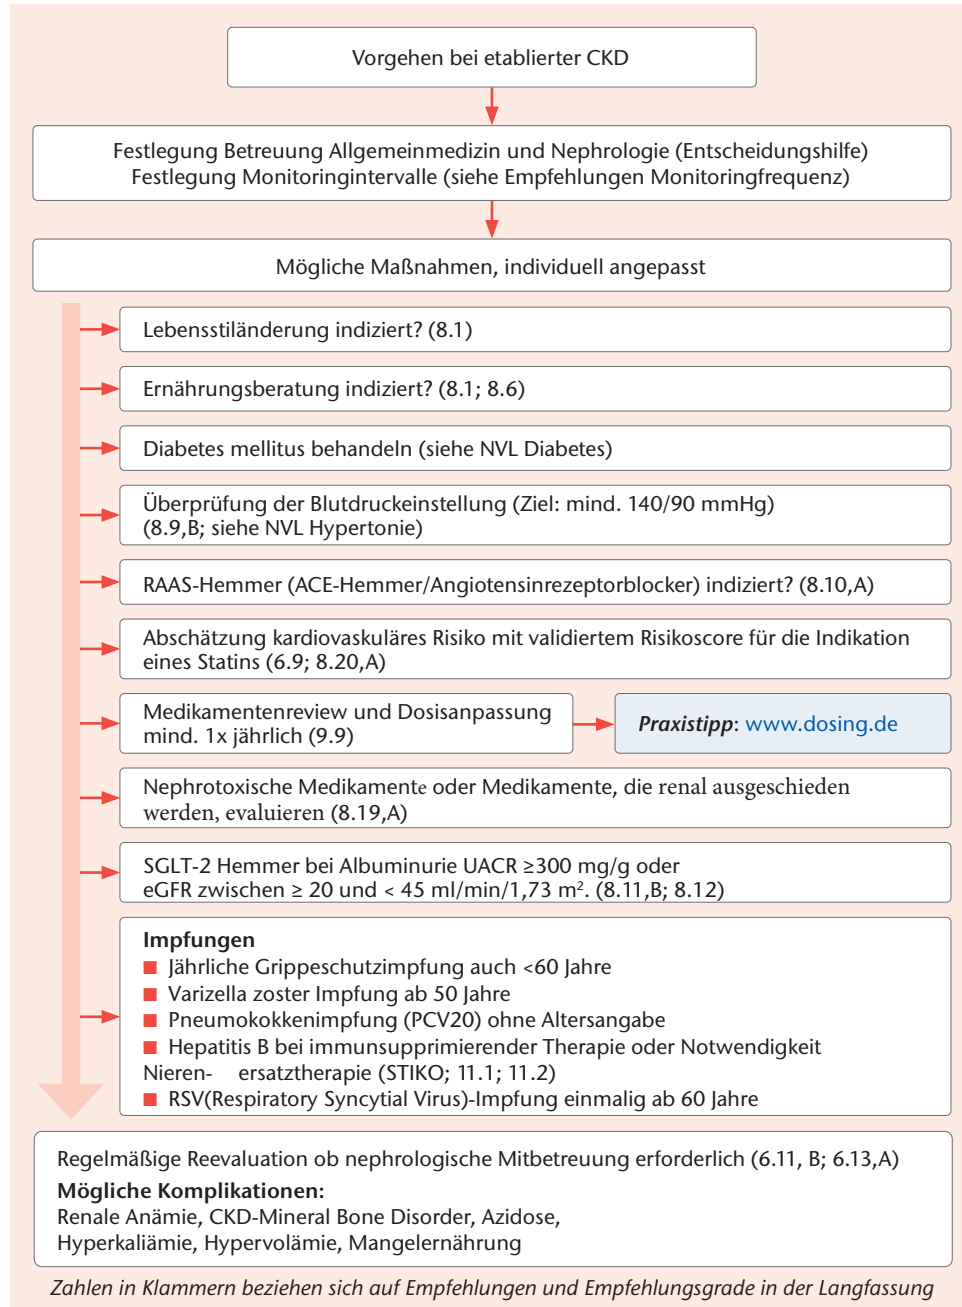 Vorgehen bei etablierter CKD
Festlegung Betreuung Allgemeinmedizin und Nephrologie (Entscheidungshilfe)
Festlegung Monitoringintervalle (siehe Empfehlungen Monitoringfrequenz)
Mögliche Maßnahmen, individuell angepasst
Lebensstiländerung indiziert? (8.1)
Ernährungsberatung indiziert? (8.1; 8.6)
Diabetes mellitus behandeln (siehe NVL Diabetes)
Überprüfung der Blutdruckeinstellung (Ziel: mind. 140/90 mmHg)
(8.9,B; siehe NVL Hypertonie)
RAAS-Hemmer (ACE-Hemmer/Angiotensinrezeptorblocker) indiziert? (8.10,A)
Abschätzung kardiovaskuläres Risiko mit validiertem Risikoscore für die Indikation
eines Statins (6.9; 8.20,A)
Medikamentenreview und Dosisanpassung
mind. 1x jährlich (9.9)
Praxistipp: www.dosing.de
Nephrotoxische Medikamente oder Medikamente, die renal ausgeschieden
werden, evaluieren (8.19,A)
SGLT-2 Hemmer bei Albuminurie UACR ≥300 mg/g oder
eGFR zwischen ≥ 20 und < 45 ml/min/1,73 m². (8.11,B; 8.12)
Impfungen
■ Jährliche Grippeschutzimpfung auch <60 Jahre
■ Varizella zoster Impfung ab 50 Jahre
■ Pneumokokkenimpfung (PCV20) ohne Altersangabe
■ Hepatitis B bei immunsupprimierender Therapie oder Notwendigkeit
Nieren- ersatztherapie (STIKO; 11.1; 11.2)
■ RSV(Respiratory Syncytial Virus)-Impfung einmalig ab 60 Jahre
Regelmäßige Reevaluation ob nephrologische Mitbetreuung erforderlich (6.11, B; 6.13,A)
Mögliche Komplikationen:
Renale Anämie, CKD-Mineral Bone Disorder, Azidose,
Hyperkaliämie, Hypervolämie, Mangelernährung
Zahlen in Klammern beziehen sich auf Empfehlungen und Empfehlungsgrade in der Langfassung